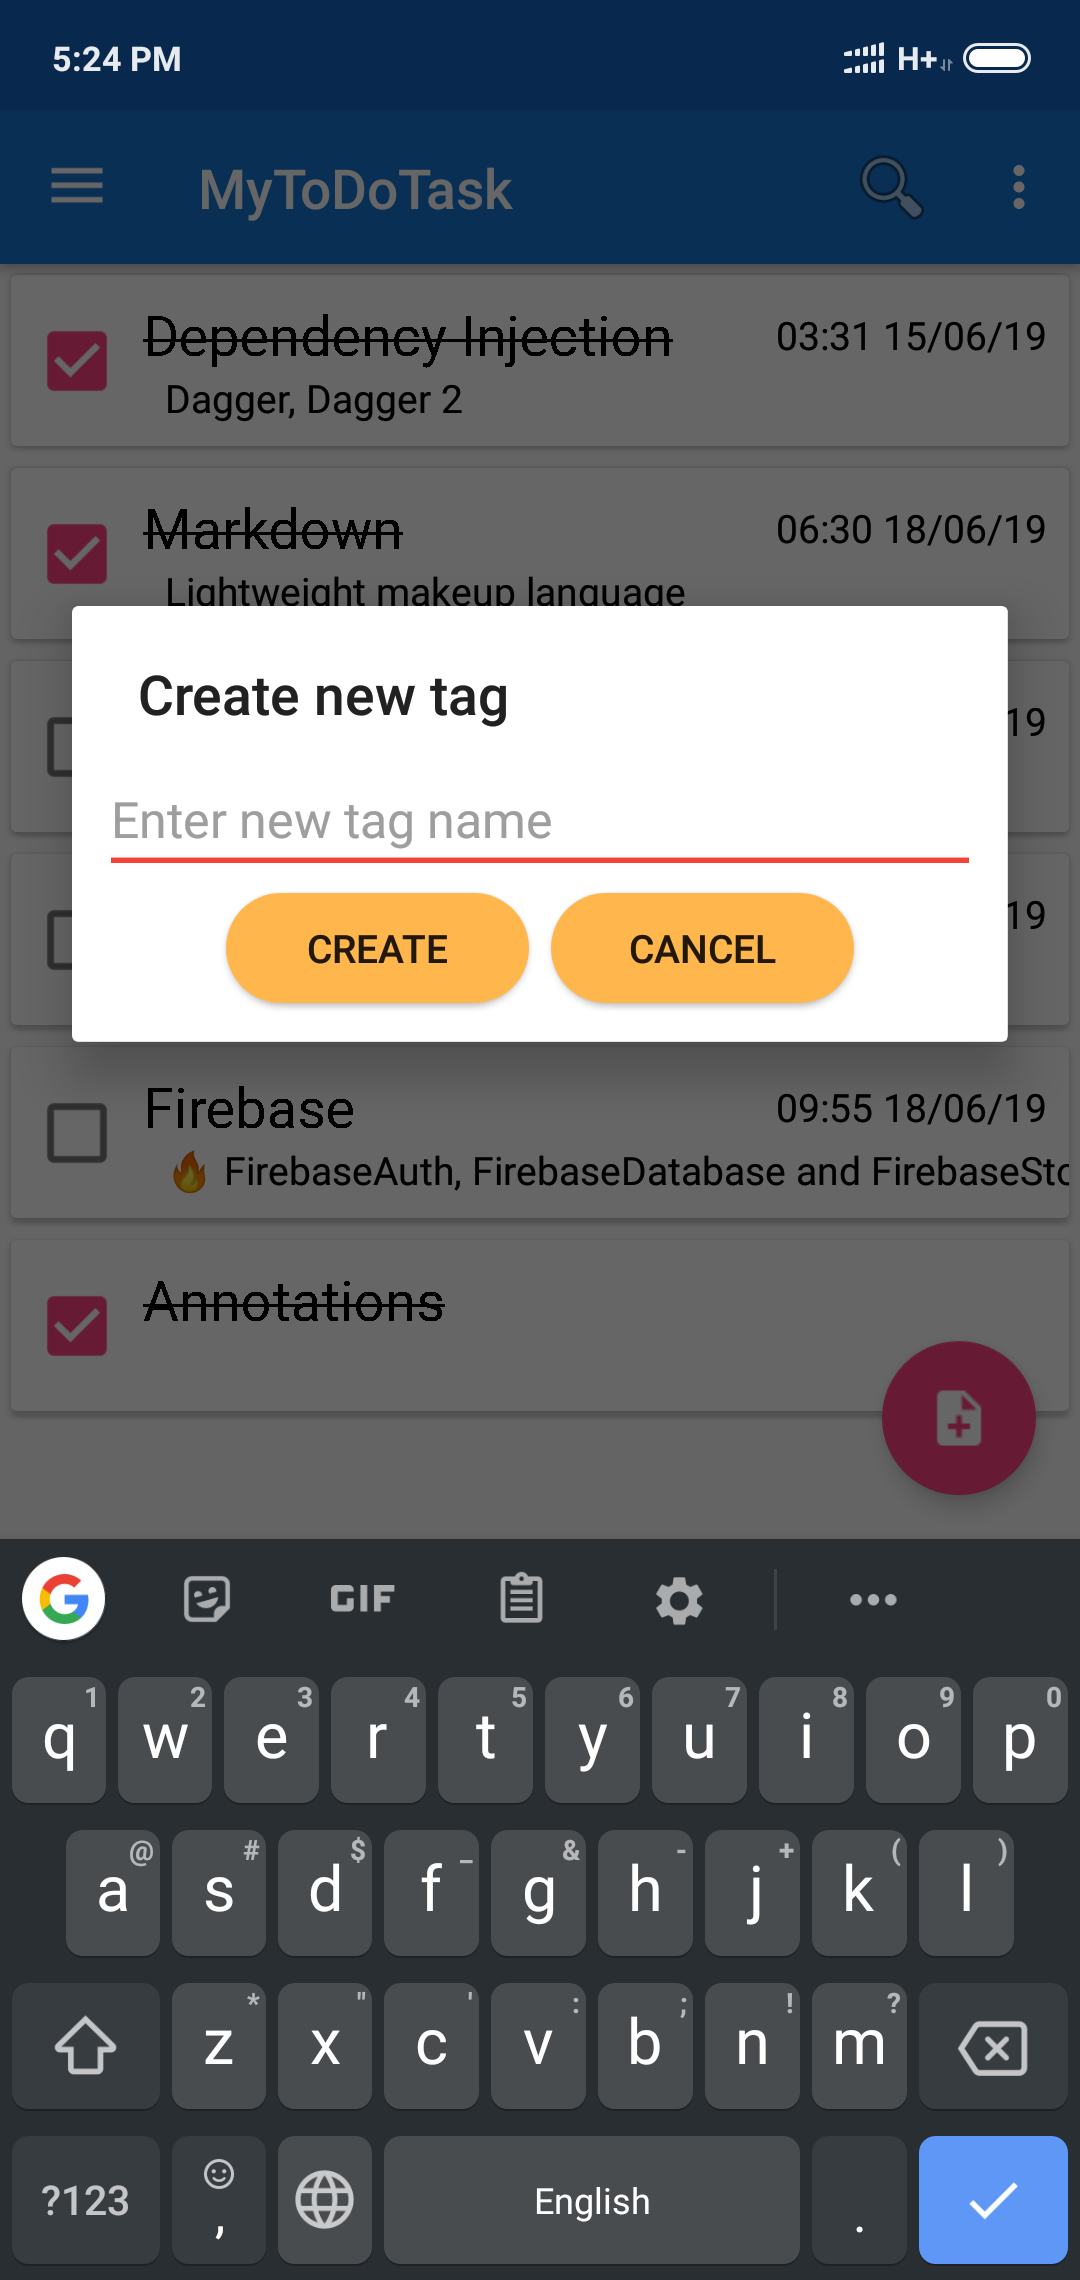 5:24 PM H+
MyToDoTask
Dependency Injection 03:31 15/06/19
Dagger, Dagger 2
Markdown 06:30 18/06/19
Lightweight makeup language
19
Create new tag
Enter new tag name
19
CREATE CANCEL
Firebase 09:55 18/06/19
🔥 FirebaseAuth, FirebaseDatabase and FirebaseSto
Annotations
G GIF
1 2 3 4 5 6 7 8 9 0
q w e r t y u i o p
@ # $ _ & - + ( )
a s d f g h j k l
* " ' : ; ! ?
z x c v b n m
?123 , English .